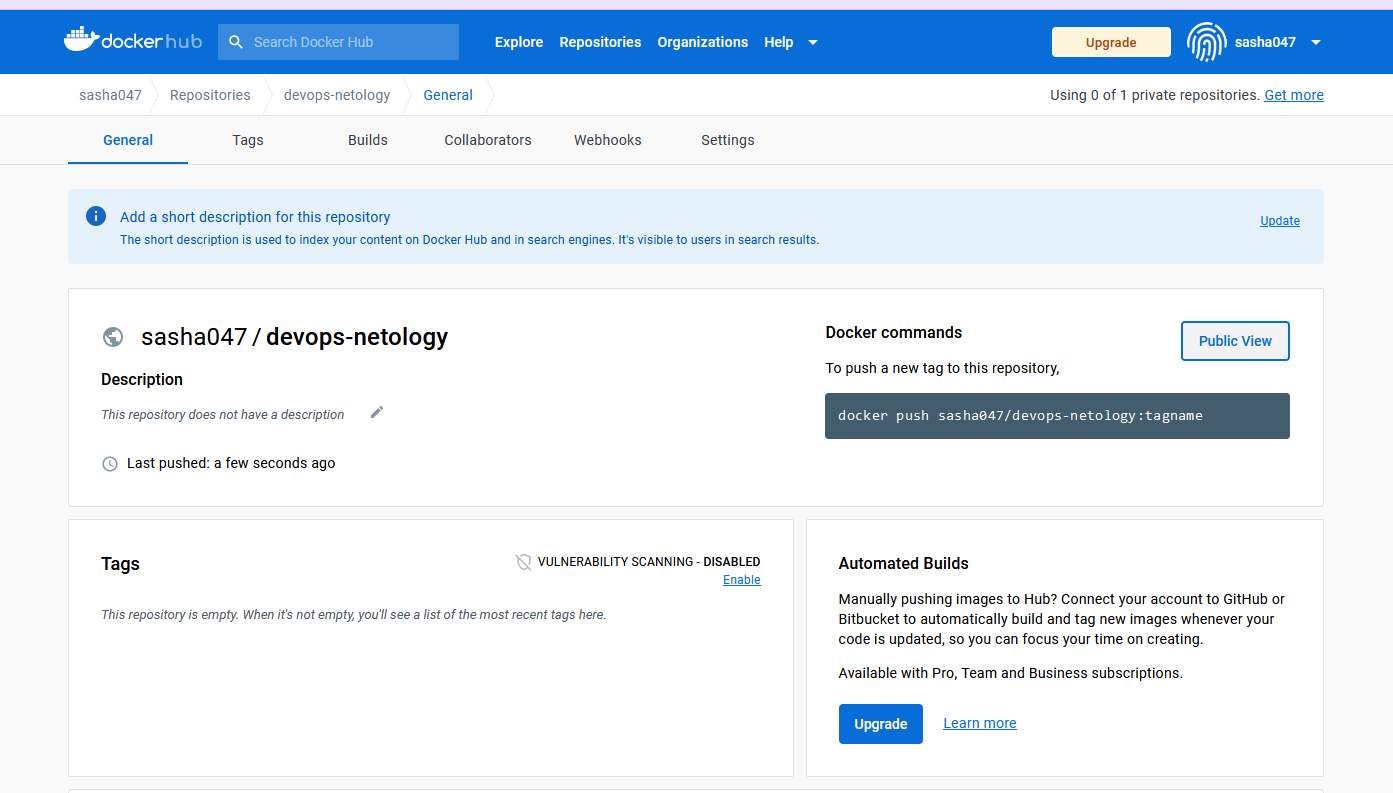 docker hub Search Docker Hub Explore Repositories Organizations Help Upgrade sasha047
sasha047 Repositories devops-netology General Using 0 of 1 private repositories. Get more
General Tags Builds Collaborators Webhooks Settings
Add a short description for this repository
Update
The short description is used to index your content on Docker Hub and in search engines. It's visible to users in search results.
sasha047 / devops-netology
Description
This repository does not have a description
Last pushed: a few seconds ago
Docker commands
Public View
To push a new tag to this repository,
docker push sasha047/devops-netology:tagname
Tags
VULNERABILITY SCANNING - DISABLED
Enable
This repository is empty. When it's not empty, you'll see a list of the most recent tags here.
Automated Builds
Manually pushing images to Hub? Connect your account to GitHub or
Bitbucket to automatically build and tag new images whenever your
code is updated, so you can focus your time on creating.
Available with Pro, Team and Business subscriptions.
Upgrade Learn more